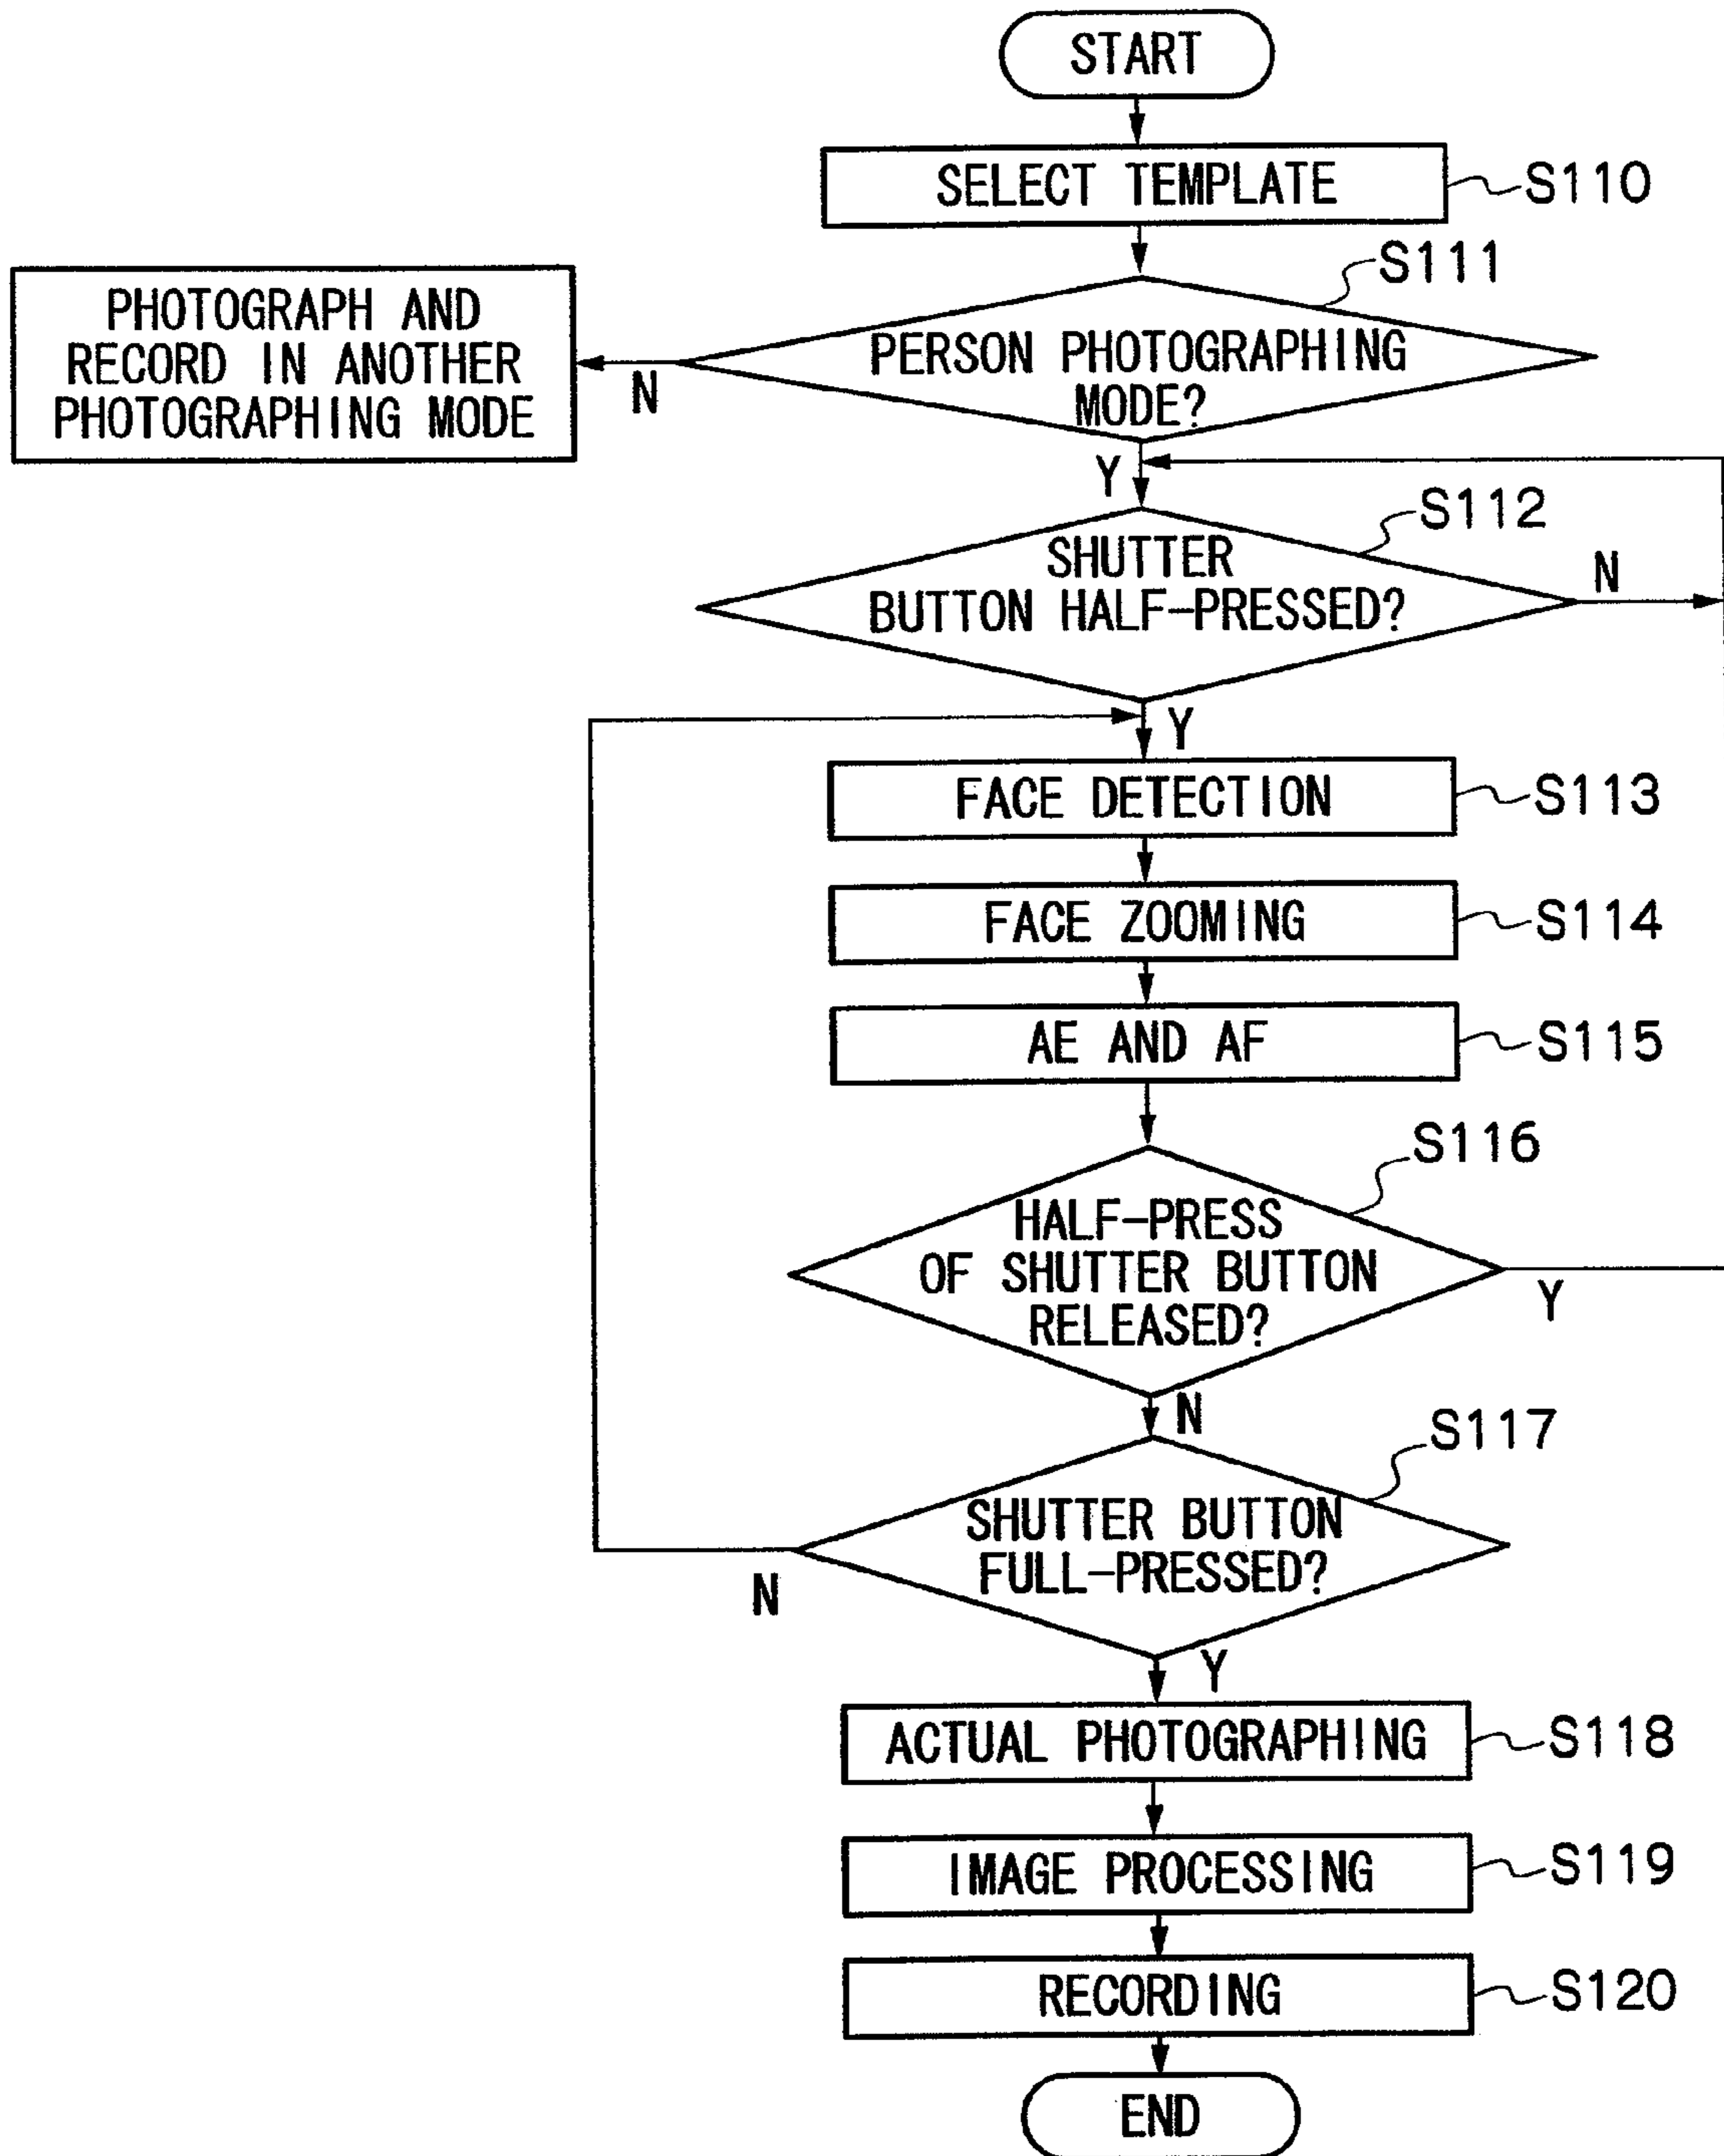 START
SELECT TEMPLATE
S110
S111
PERSON PHOTOGRAPHING
MODE?
N
PHOTOGRAPH AND
RECORD IN ANOTHER
PHOTOGRAPHING MODE
Y
S112
SHUTTER
BUTTON HALF-PRESSED?
N
Y
FACE DETECTION
S113
FACE ZOOMING
S114
AE AND AF
S115
S116
HALF-PRESS
OF SHUTTER BUTTON
RELEASED?
Y
N
S117
SHUTTER BUTTON
FULL-PRESSED?
N
Y
ACTUAL PHOTOGRAPHING
S118
IMAGE PROCESSING
S119
RECORDING
S120
END